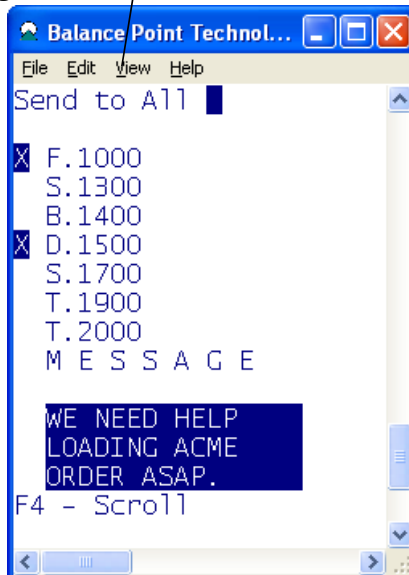 Balance Point Technol...
File Edit View Help
Send to All
X F.1000
S.1300
B.1400
X D.1500
S.1700
T.1900
T.2000
M E S S A G E
WE NEED HELP
LOADING ACME
ORDER ASAP.
F4 - Scroll